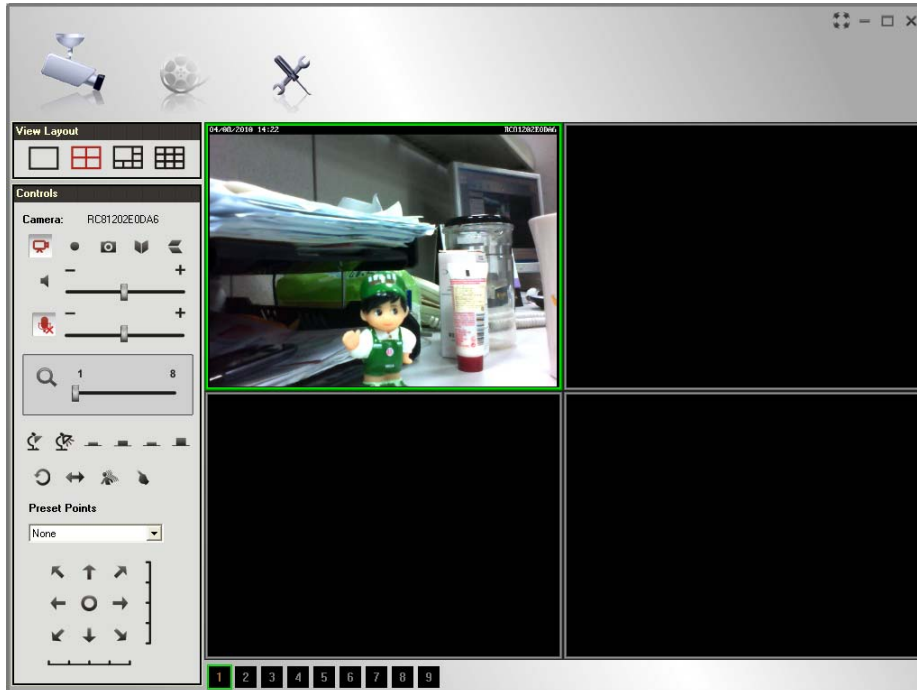 View Layout
04/08/2010 14:22
RC81202E0DA6
Controls
Camera: RC81202E0DA6
- +
- +
1 8
Preset Points
None
1 2 3 4 5 6 7 8 9